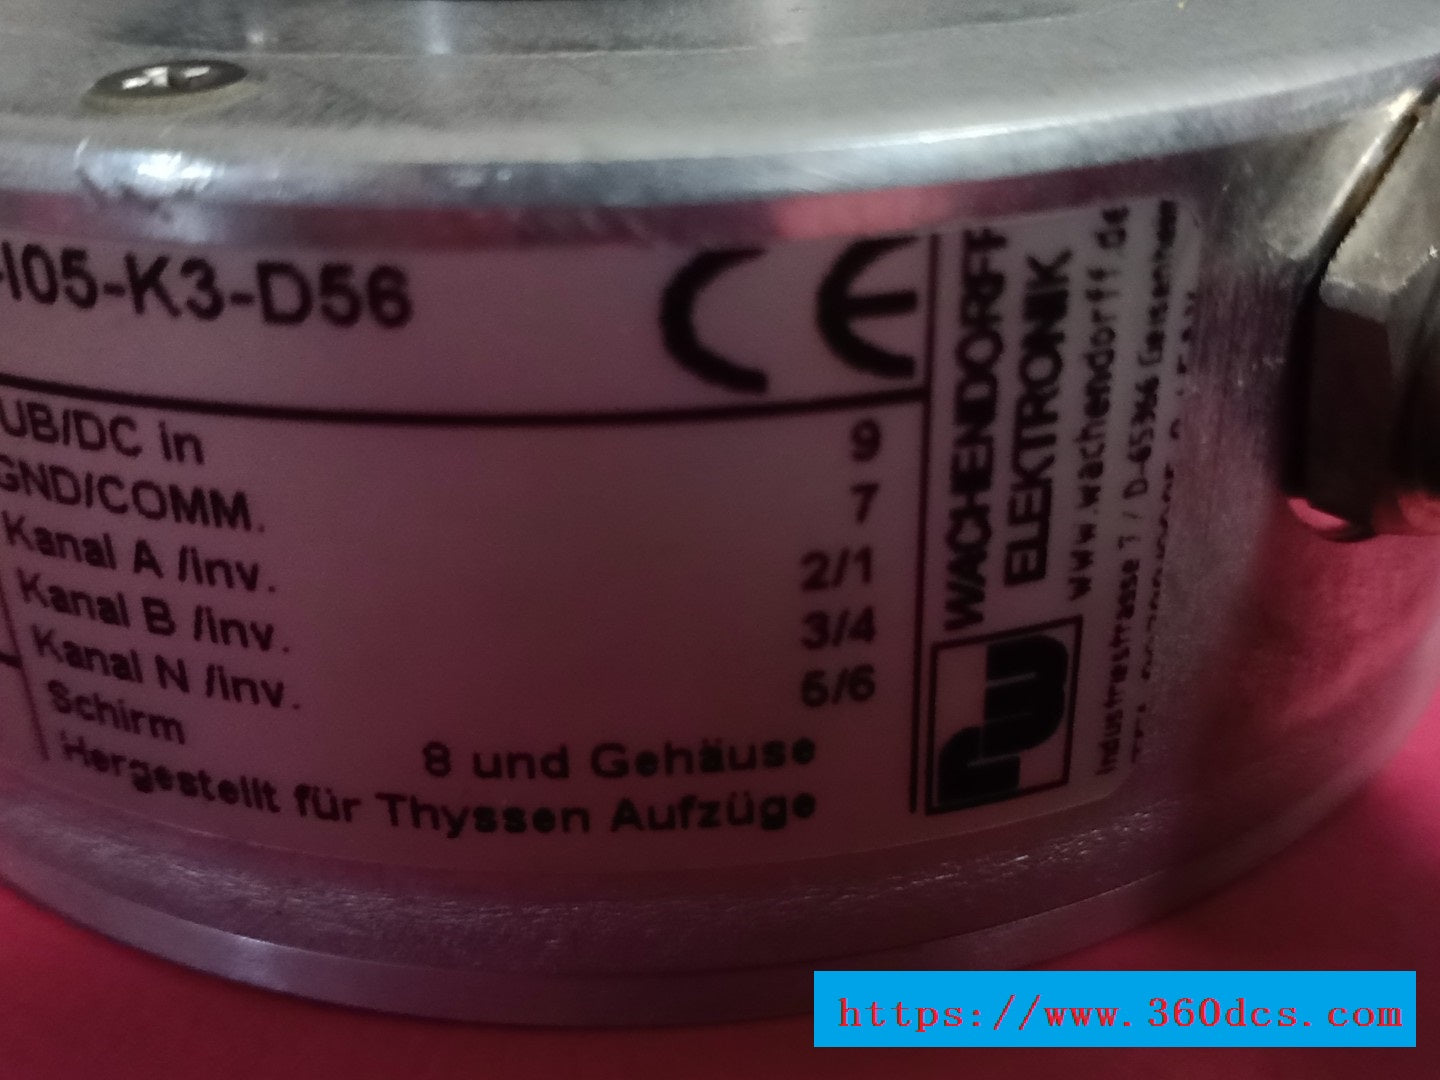 -I05-K3-D56
CE
UB/DC in 9
GND/COMM. 7
Kanal A /inv. 2/1
Kanal B /inv. 3/4
Kanal N /inv. 5/6
Schirm 8 und Gehäuse
Hergestellt für Thyssen Aufzüge
WACHENDORFF
ELEKTRONIK
www.wachendorff.de
Industriestrasse 7 / D-65366 Geisenheim
https://www.360dcs.com